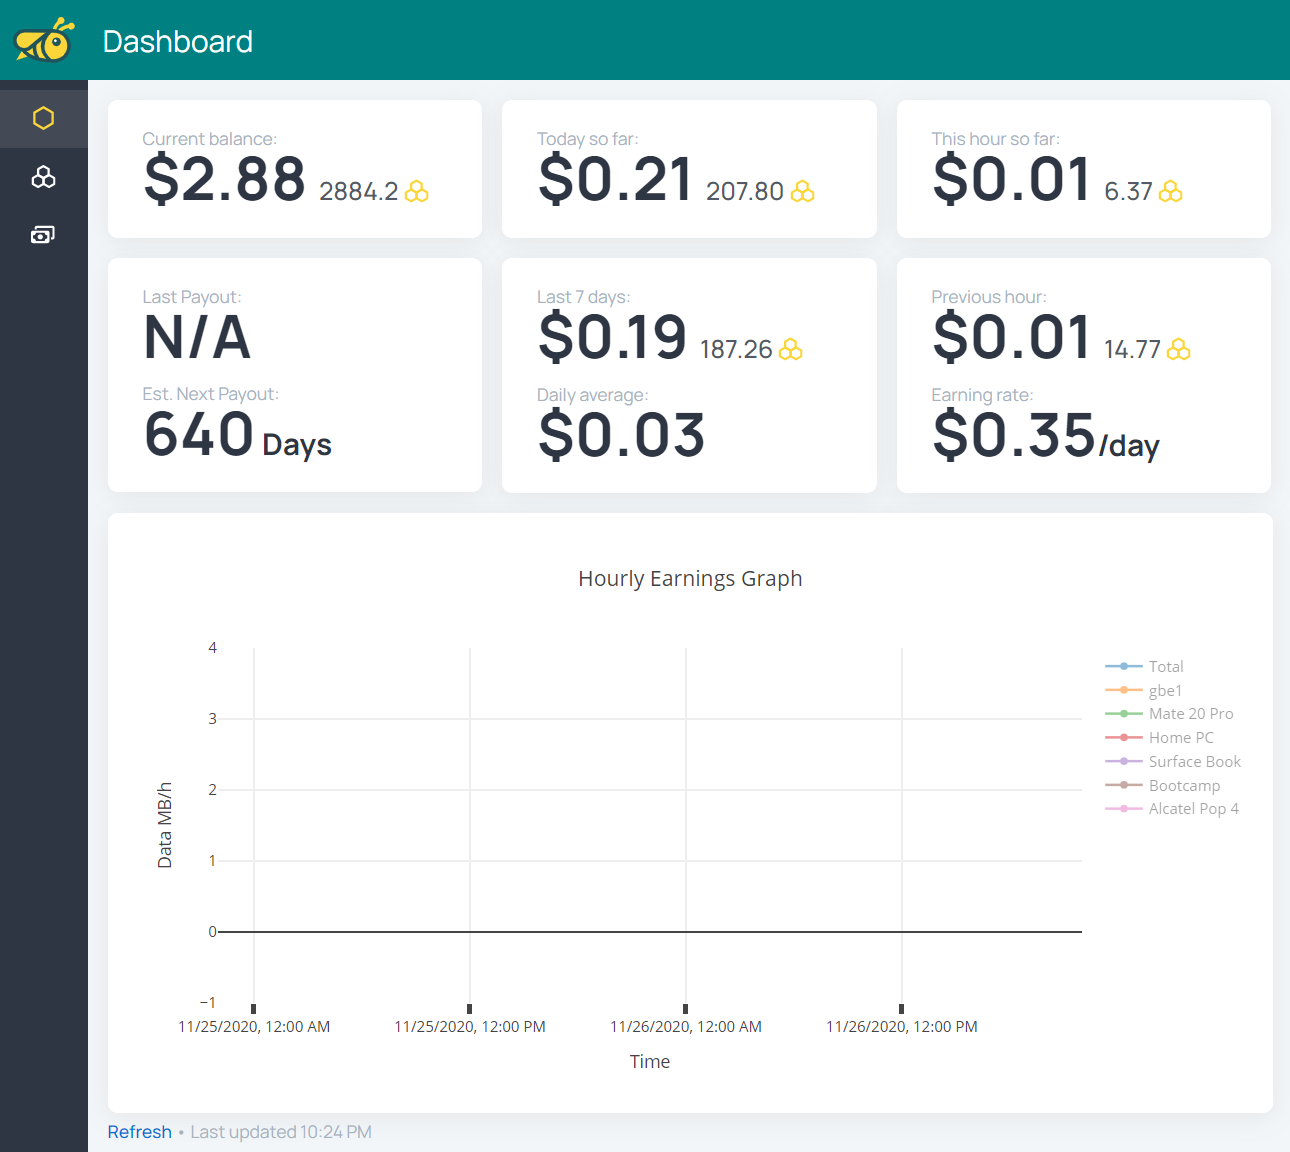 Dashboard
Current balance:
$2.88 2884.2
Today so far:
$0.21 207.80
This hour so far:
$0.01 6.37
Last Payout:
N/A
Est. Next Payout:
640 Days
Last 7 days:
$0.19 187.26
Daily average:
$0.03
Previous hour:
$0.01 14.77
Earning rate:
$0.35/day
Hourly Earnings Graph
4
3
2
1
0
−1
Data MB/h
11/25/2020, 12:00 AM
11/25/2020, 12:00 PM
11/26/2020, 12:00 AM
11/26/2020, 12:00 PM
Time
Total
gbe1
Mate 20 Pro
Home PC
Surface Book
Bootcamp
Alcatel Pop 4
Refresh • Last updated 10:24 PM